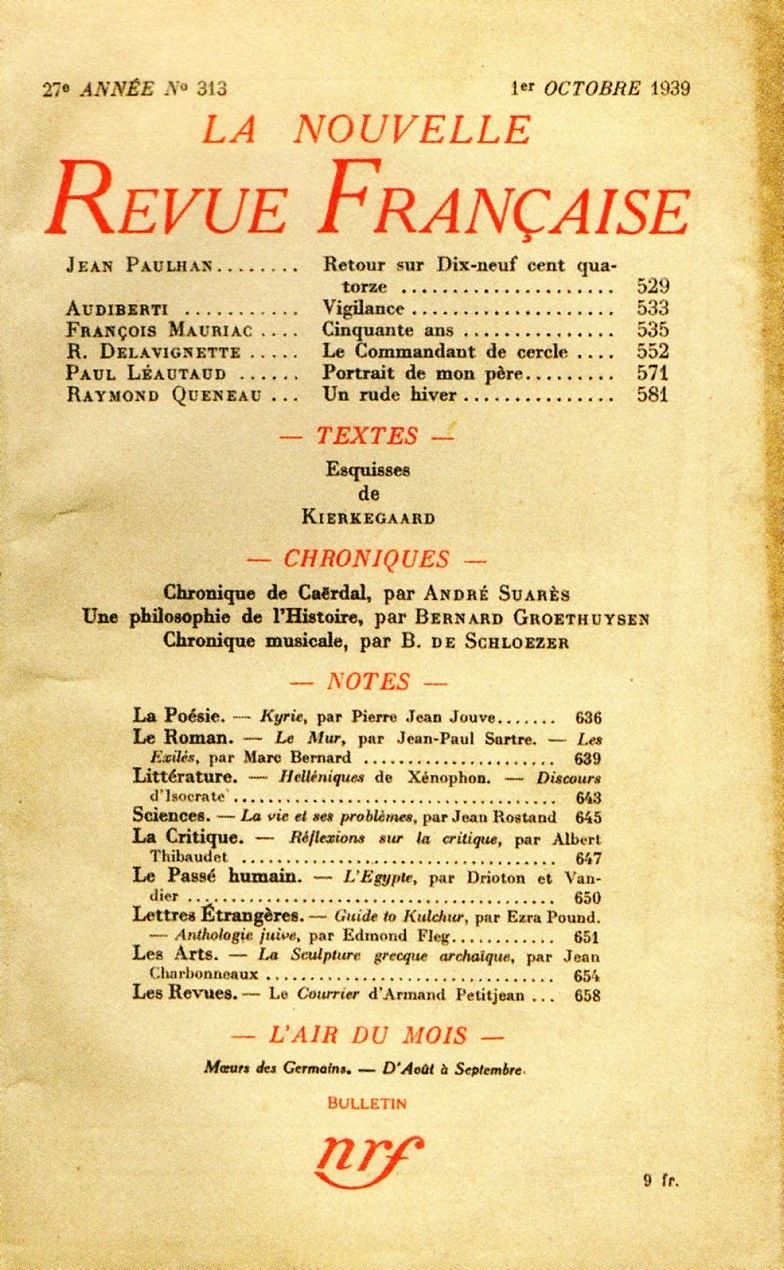 27e ANNÉE No 313 1er OCTOBRE 1939
LA NOUVELLE
REVUE FRANÇAISE
JEAN PAULHAN........ Retour sur Dix-neuf cent qua-
torze .................... 529
AUDIBERTI ........... Vigilance ................... 533
FRANÇOIS MAURIAC .... Cinquante ans .............. 535
R. DELAVIGNETTE ..... Le Commandant de cercle .... 552
PAUL LÉAUTAUD ...... Portrait de mon père......... 571
RAYMOND QUENEAU ... Un rude hiver ............... 581
— TEXTES —
Esquisses
de
KIERKEGAARD
— CHRONIQUES —
Chronique de Caërdal, par ANDRÉ SUARÈS
Une philosophie de l'Histoire, par BERNARD GROETHUYSEN
Chronique musicale, par B. DE SCHLOEZER
— NOTES —
La Poésie. — Kyrie, par Pierre Jean Jouve....... 636
Le Roman. — Le Mur, par Jean-Paul Sartre. — Les
Exilés, par Marc Bernard .................... 639
Littérature. — Helléniques de Xénophon. — Discours
d'Isocrate .................................. 643
Sciences. — La vie et ses problèmes, par Jean Rostand 645
La Critique. — Réflexions sur la critique, par Albert
Thibaudet .................................. 647
Le Passé humain. — L'Egypte, par Drioton et Van-
dier ....................................... 650
Lettres Étrangères. — Guide to Kulchur, par Ezra Pound.
— Anthologie juive, par Edmond Fleg........... 651
Les Arts. — La Sculpture grecque archaïque, par Jean
Charbonneaux ............................... 654
Les Revues. — Le Courrier d'Armand Petitjean ... 658
— L'AIR DU MOIS —
Mœurs des Germains. — D'Août à Septembre.
BULLETIN
nrf
9 fr.